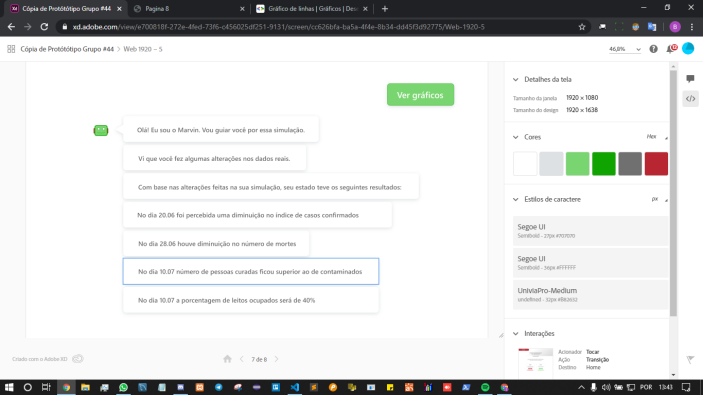 Cópia de Protótótipo Grupo #44
Pagina 8
Gráfico de linhas | Gráficos | Des
xd.adobe.com/view/e700818f-272e-4fed-73f6-c456025df251-9131/screen/cc626bfa-ba5a-4f4e-8b34-dd45f3d92775/Web-1920-5
B
Cópia de Protótótipo Grupo #44 > Web 1920 – 5
46,8%
Ver gráficos
Olá! Eu sou o Marvin. Vou guiar você por essa simulação.
Vi que você fez algumas alterações nos dados reais.
Com base nas alterações feitas na sua simulação, seu estado teve os seguintes resultados:
No dia 20.06 foi percebida uma diminuição no índice de casos confirmados
No dia 28.06 houve diminuição no número de mortes
No dia 10.07 número de pessoas curadas ficou superior ao de contaminados
No dia 10.07 a porcentagem de leitos ocupados será de 40%
Detalhes da tela
Tamanho da janela 1920 × 1080
Tamanho do design 1920 × 1638
Cores Hex
Estilos de caractere px
Segoe UI
Semibold - 27px #707070
Segoe UI
Semibold - 36px #FFFFFF
UniviaPro-Medium
undefined - 32px #B82632
Interações
Acionador Tocar
Ação Transição
Destino Home
Criado com o Adobe XD
7 de 8
POR
13:43